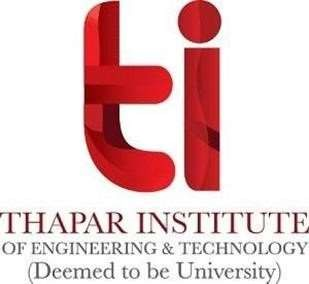 ti
THAPAR INSTITUTE
OF ENGINEERING & TECHNOLOGY
(Deemed to be University)